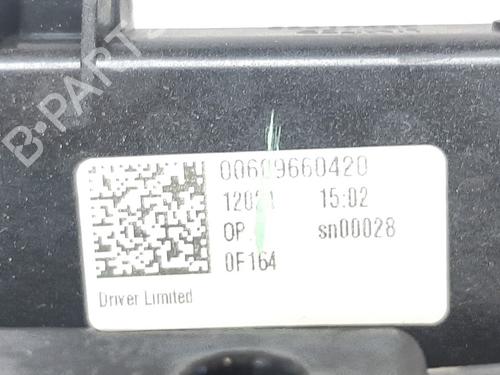 B-PARTS
00609660420
15:02
OP sn00028
0F164
Driver Limited